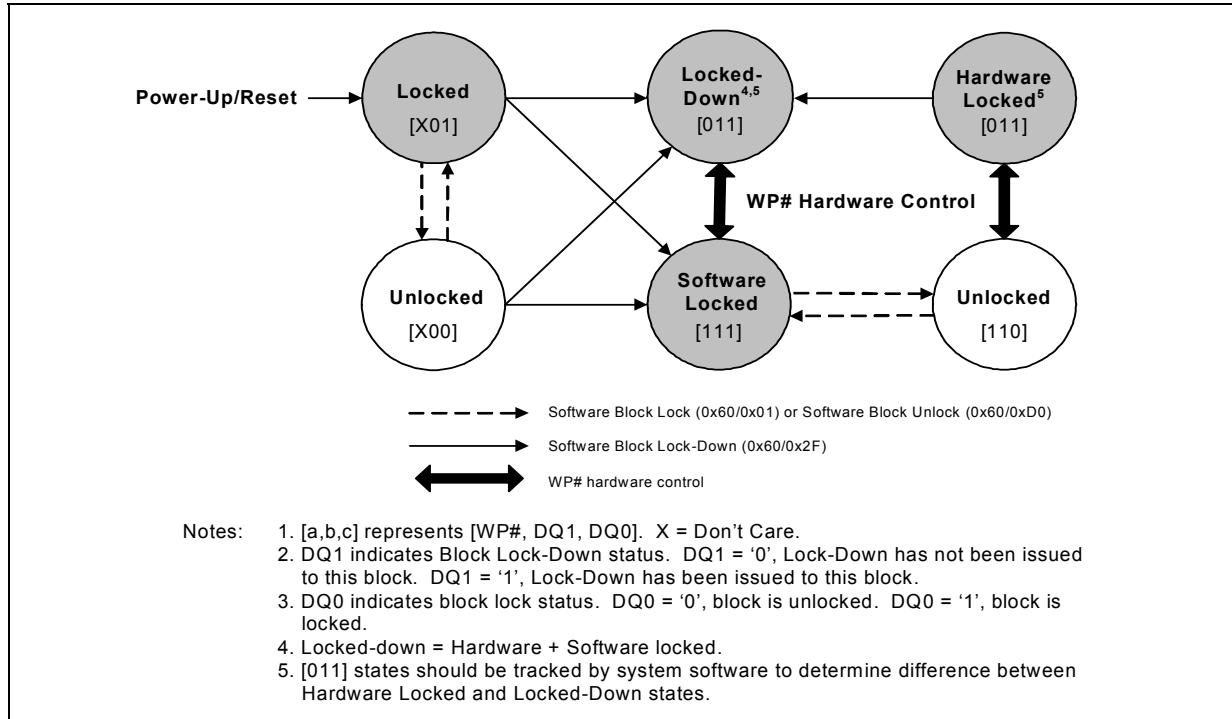 Power-Up/Reset
Locked
[X01]
Locked-
Down4,5
[011]
Hardware
Locked5
[011]
WP# Hardware Control
Unlocked
[X00]
Software
Locked
[111]
Unlocked
[110]
Software Block Lock (0x60/0x01) or Software Block Unlock (0x60/0xD0)
Software Block Lock-Down (0x60/0x2F)
WP# hardware control
Notes: 1. [a,b,c] represents [WP#, DQ1, DQ0]. X = Don't Care.
2. DQ1 indicates Block Lock-Down status. DQ1 = ‘0’, Lock-Down has not been issued
to this block. DQ1 = ‘1’, Lock-Down has been issued to this block.
3. DQ0 indicates block lock status. DQ0 = ‘0’, block is unlocked. DQ0 = ‘1’, block is
locked.
4. Locked-down = Hardware + Software locked.
5. [011] states should be tracked by system software to determine difference between
Hardware Locked and Locked-Down states.